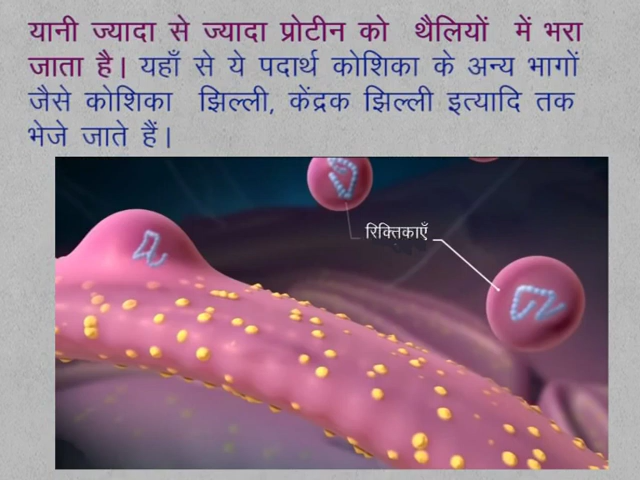 यानी ज्यादा से ज्यादा प्रोटीन को थैलियों में भरा
जाता है। यहाँ से ये पदार्थ कोशिका के अन्य भागों
जैसे कोशिका झिल्ली, केंद्रक झिल्ली इत्यादि तक
भेजे जाते हैं।
रिक्तिकाएँ